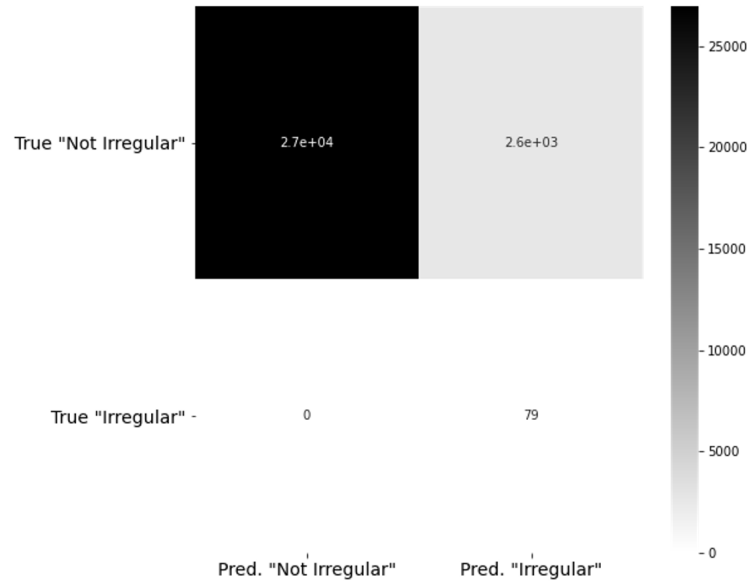 25000
True "Not Irregular"
2.7e+04
2.6e+03
20000
15000
10000
True "Irregular"
0
79
5000
0
Pred. "Not Irregular"
Pred. "Irregular"